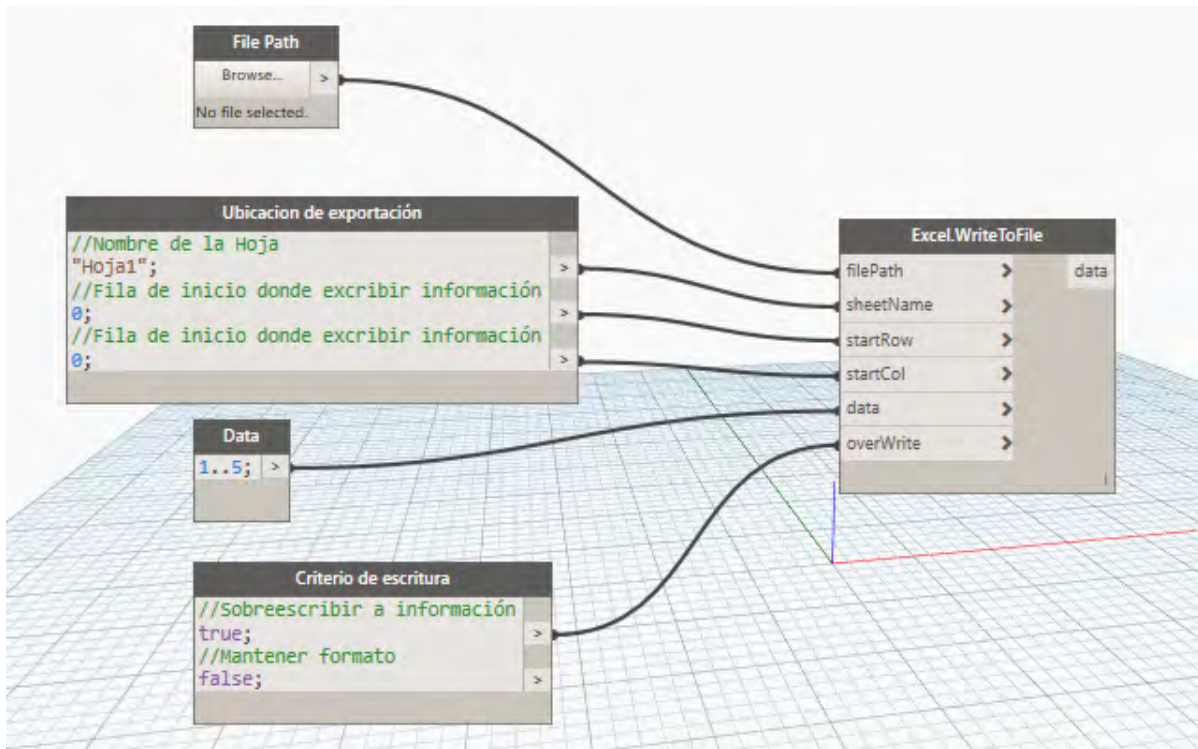 File Path
Browse...
>
No file selected.
Ubicacion de exportación
//Nombre de la Hoja
"Hoja1";
>
//Fila de inicio donde excribir información
0;
>
//Fila de inicio donde excribir información
0;
>
Data
1..5;
>
Criterio de escritura
//Sobreescribir a información
true;
>
//Mantener formato
false;
>
Excel.WriteToFile
filePath > data
sheetName >
startRow >
startCol >
data >
overWrite >
l